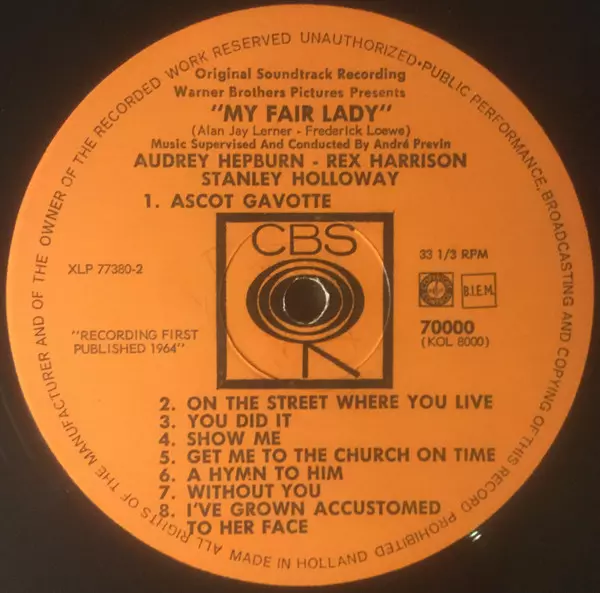 ALL RIGHTS OF THE MANUFACTURER AND OF THE OWNER OF THE RECORDED WORK RESERVED UNAUTHORIZED·PUBLIC PERFORMANCE, BROADCASTING AND COPYING OF THIS RECORD PROHIBITED
Original Soundtrack Recording
Warner Brothers Pictures Presents
"MY FAIR LADY"
(Alan Jay Lerner - Frederick Loewe)
Music Supervised And Conducted By André Previn
AUDREY HEPBURN - REX HARRISON
STANLEY HOLLOWAY
1. ASCOT GAVOTTE
CBS
XLP 77380-2
33 1/3 RPM
B.I.E.M.
"RECORDING FIRST
PUBLISHED 1964"
70000
(KOL 8000)
2. ON THE STREET WHERE YOU LIVE
3. YOU DID IT
4. SHOW ME
5. GET ME TO THE CHURCH ON TIME
6. A HYMN TO HIM
7. WITHOUT YOU
8. I'VE GROWN ACCUSTOMED
TO HER FACE
MADE IN HOLLAND